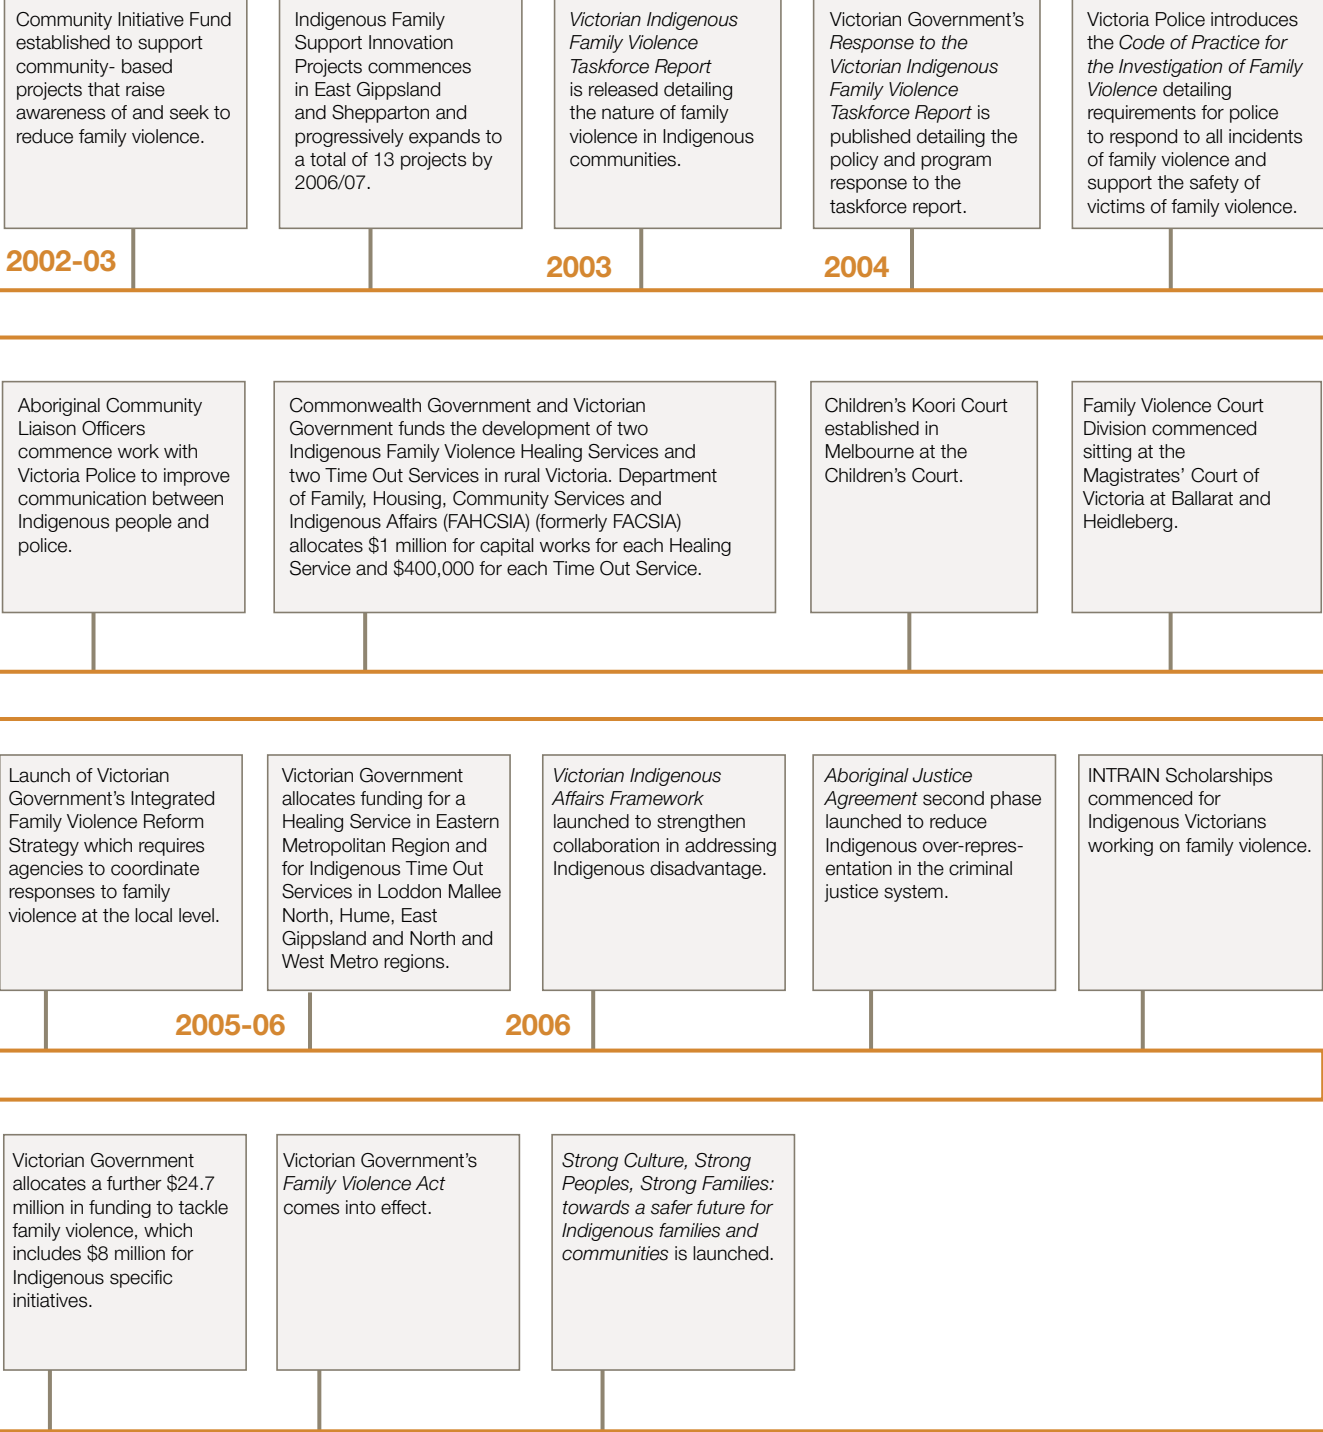 Community Initiative Fund
established to support
community- based
projects that raise
awareness of and seek to
reduce family violence.
Indigenous Family
Support Innovation
Projects commences
in East Gippsland
and Shepparton and
progressively expands to
a total of 13 projects by
2006/07.
Victorian Indigenous
Family Violence
Taskforce Report
is released detailing
the nature of family
violence in Indigenous
communities.
Victorian Government’s
Response to the
Victorian Indigenous
Family Violence
Taskforce Report is
published detailing the
policy and program
response to the
taskforce report.
Victoria Police introduces
the Code of Practice for
the Investigation of Family
Violence detailing
requirements for police
to respond to all incidents
of family violence and
support the safety of
victims of family violence.
2002-03
2003
2004
Aboriginal Community
Liaison Officers
commence work with
Victoria Police to improve
communication between
Indigenous people and
police.
Commonwealth Government and Victorian
Government funds the development of two
Indigenous Family Violence Healing Services and
two Time Out Services in rural Victoria. Department
of Family, Housing, Community Services and
Indigenous Affairs (FAHCSIA) (formerly FACSIA)
allocates $1 million for capital works for each Healing
Service and $400,000 for each Time Out Service.
Children’s Koori Court
established in
Melbourne at the
Children’s Court.
Family Violence Court
Division commenced
sitting at the
Magistrates’ Court of
Victoria at Ballarat and
Heidleberg.
Launch of Victorian
Government’s Integrated
Family Violence Reform
Strategy which requires
agencies to coordinate
responses to family
violence at the local level.
Victorian Government
allocates funding for a
Healing Service in Eastern
Metropolitan Region and
for Indigenous Time Out
Services in Loddon Mallee
North, Hume, East
Gippsland and North and
West Metro regions.
Victorian Indigenous
Affairs Framework
launched to strengthen
collaboration in addressing
Indigenous disadvantage.
Aboriginal Justice
Agreement second phase
launched to reduce
Indigenous over-repres-
entation in the criminal
justice system.
INTRAIN Scholarships
commenced for
Indigenous Victorians
working on family violence.
2005-06
2006
Victorian Government
allocates a further $24.7
million in funding to tackle
family violence, which
includes $8 million for
Indigenous specific
initiatives.
Victorian Government’s
Family Violence Act
comes into effect.
Strong Culture, Strong
Peoples, Strong Families:
towards a safer future for
Indigenous families and
communities is launched.